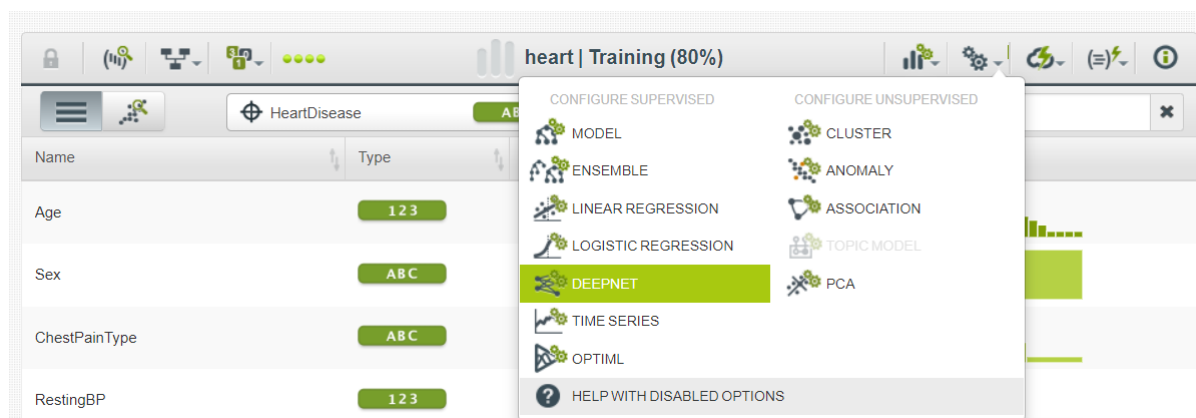 heart | Training (80%)
HeartDisease
CONFIGURE SUPERVISED
CONFIGURE UNSUPERVISED
MODEL
CLUSTER
ENSEMBLE
ANOMALY
LINEAR REGRESSION
ASSOCIATION
LOGISTIC REGRESSION
TOPIC MODEL
DEEPNET
PCA
TIME SERIES
OPTIML
HELP WITH DISABLED OPTIONS
Name Type
Age 123
Sex ABC
ChestPainType ABC
RestingBP 123